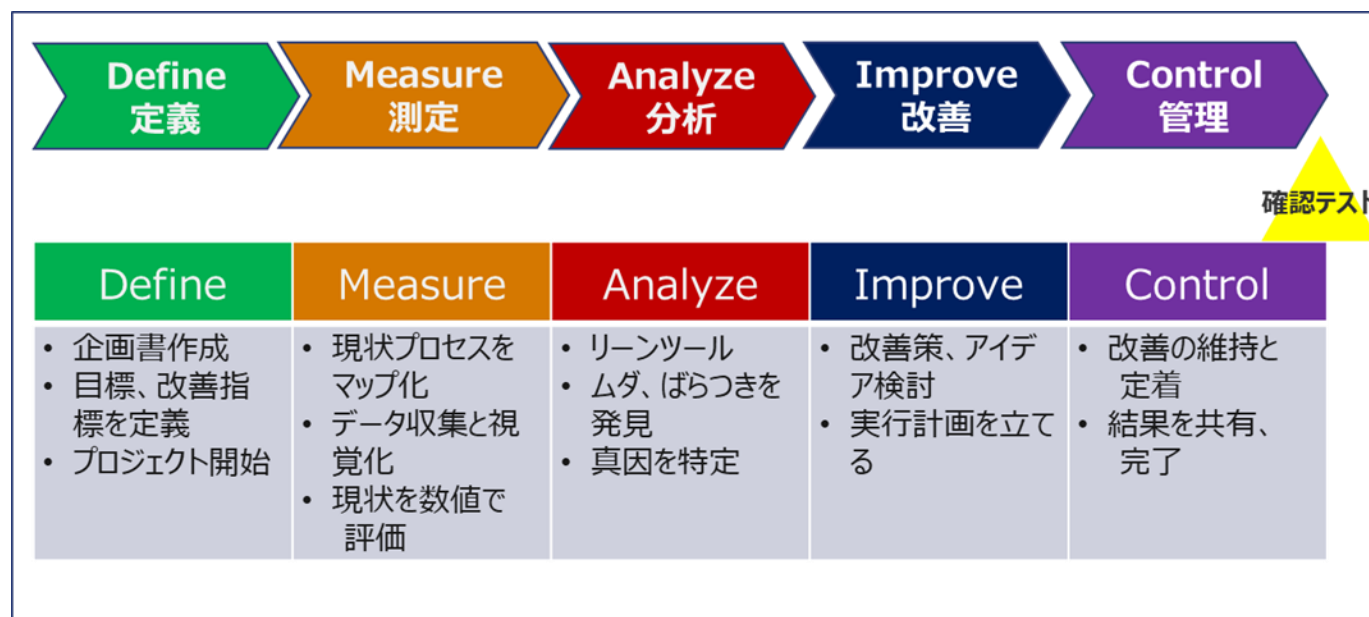 Define
定義
Measure
測定
Analyze
分析
Improve
改善
Control
管理
確認テスト
Define
Measure
Analyze
Improve
Control
• 企画書作成
• 目標、改善指
標を定義
• プロジェクト開始
• 現状プロセスを
マップ化
• データ収集と視
覚化
• 現状を数値で
評価
• リーンツール
• ムダ、ばらつきを
発見
• 真因を特定
• 改善策、アイデ
ア検討
• 実行計画を立て
る
• 改善の維持と
定着
• 結果を共有、
完了